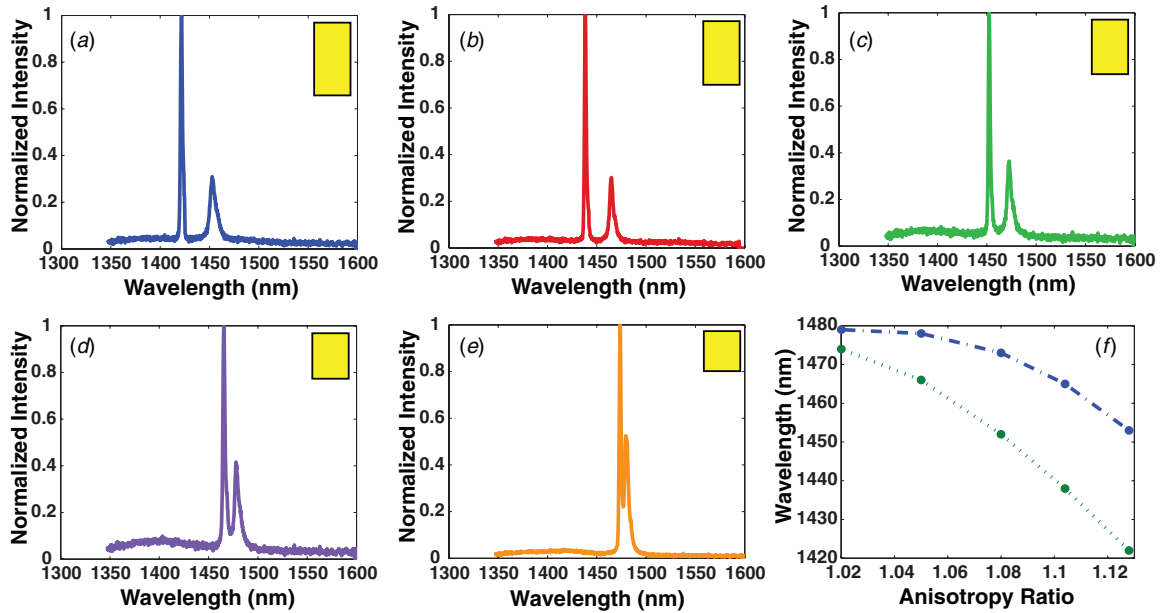 (a)
Normalized Intensity
1
0.8
0.6
0.4
0.2
0
1300 1350 1400 1450 1500 1550 1600
Wavelength (nm)
(b)
Normalized Intensity
1
0.8
0.6
0.4
0.2
0
1300 1350 1400 1450 1500 1550 1600
Wavelength (nm)
(c)
Normalized Intensity
1
0.8
0.6
0.4
0.2
0
1300 1350 1400 1450 1500 1550 1600
Wavelength (nm)
(d)
Normalized Intensity
1
0.8
0.6
0.4
0.2
0
1300 1350 1400 1450 1500 1550 1600
Wavelength (nm)
(e)
Normalized Intensity
1
0.8
0.6
0.4
0.2
0
1300 1350 1400 1450 1500 1550 1600
Wavelength (nm)
(f)
Wavelength (nm)
1480
1470
1460
1450
1440
1430
1420
1.02 1.04 1.06 1.08 1.1 1.12
Anisotropy Ratio